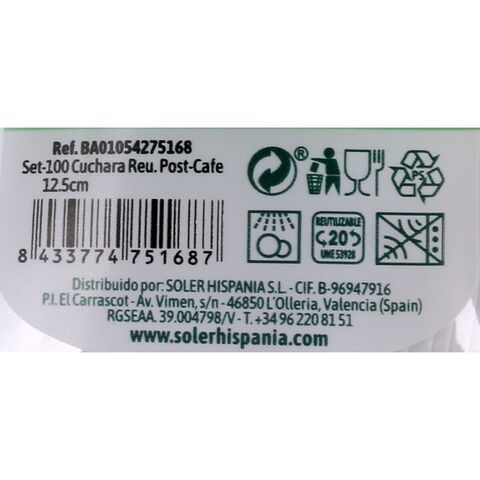 Ref. BA01054275168
Set-100 Cuchara Reu. Post-Cafe
12.5cm
8 433774 751687
®
PS
REUTILIZABLE
20
UNE 53928
Distribuido por: SOLER HISPANIA S.L. - CIF. B-96947916
P.I. El Carrascot - Áv. Vimen, s/n - 46850 L'Olleria, Valencia (Spain)
RGSEAA. 39.004798/V - T.+34 96 220 81 51
www.solerhispania.com